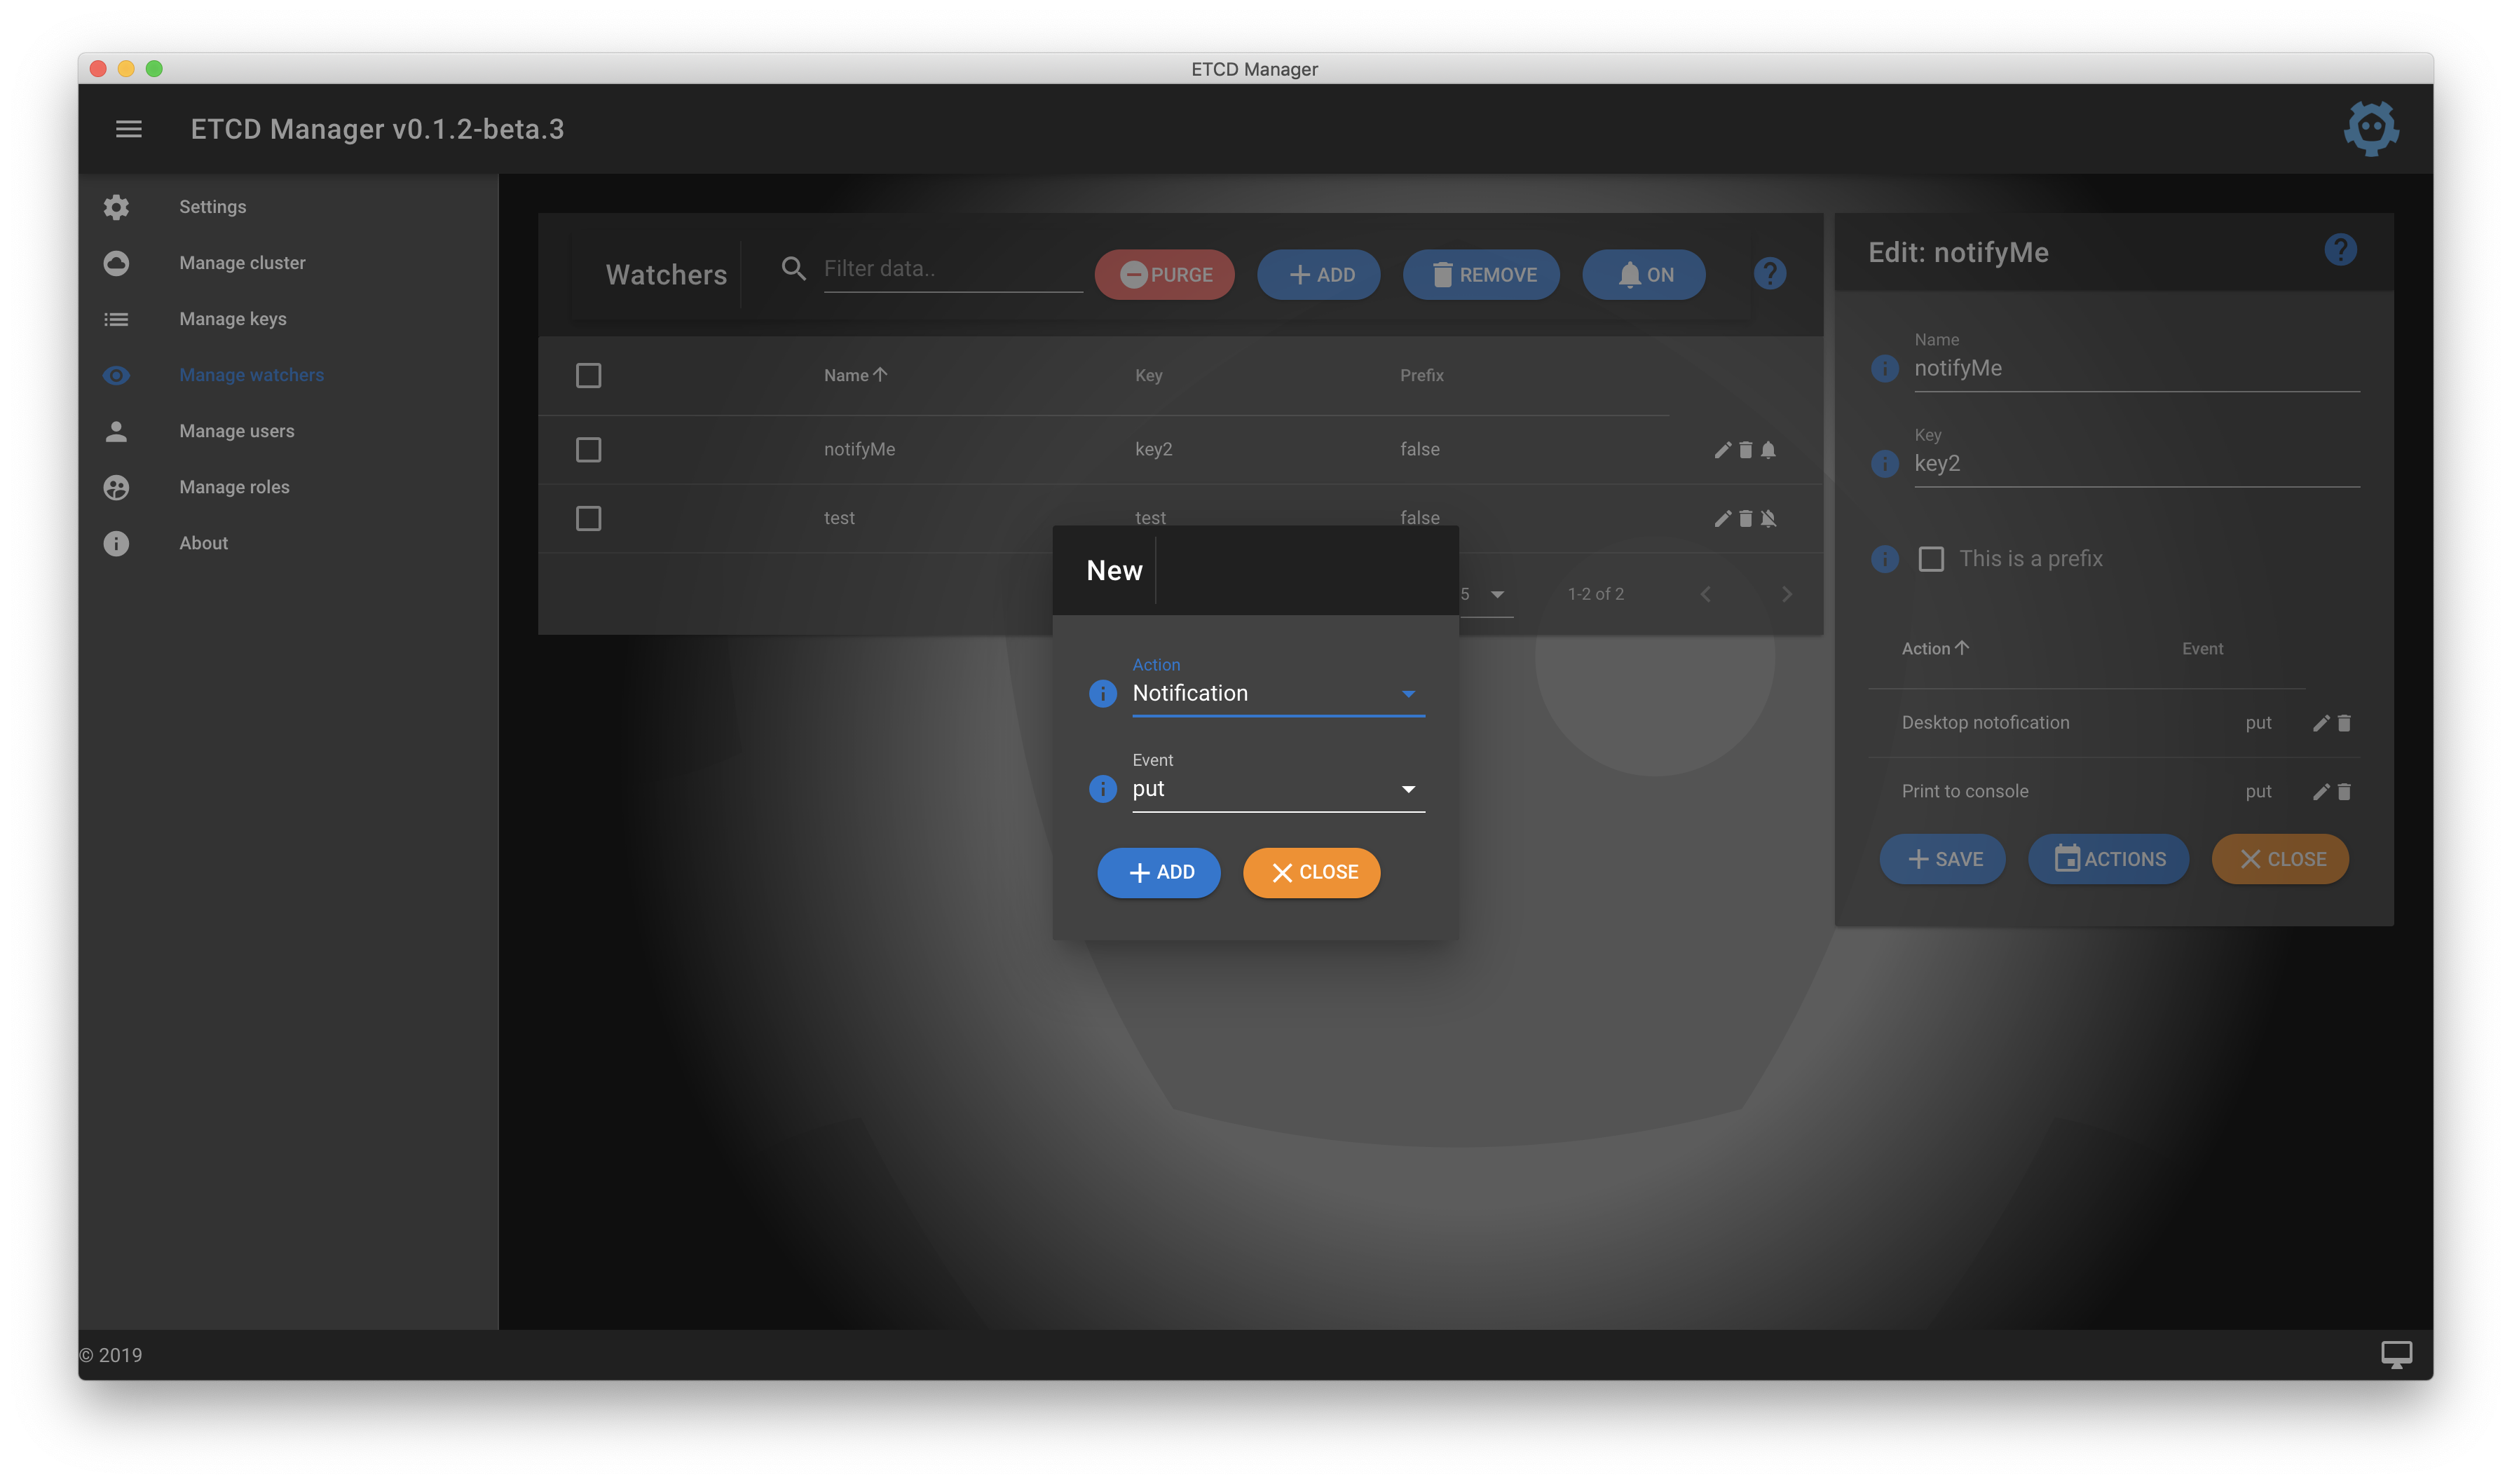 ETCD Manager
ETCD Manager v0.1.2-beta.3
Settings
Manage cluster
Manage keys
Manage watchers
Manage users
Manage roles
About
Watchers
Filter data..
PURGE
ADD
REMOVE
ON
Name Key Prefix
notifyMe key2 false
test test false
5 1-2 of 2
New
Action
Notification
Event
put
ADD CLOSE
Edit: notifyMe
Name
notifyMe
Key
key2
This is a prefix
Action Event
Desktop notofication put
Print to console put
SAVE ACTIONS CLOSE
© 2019